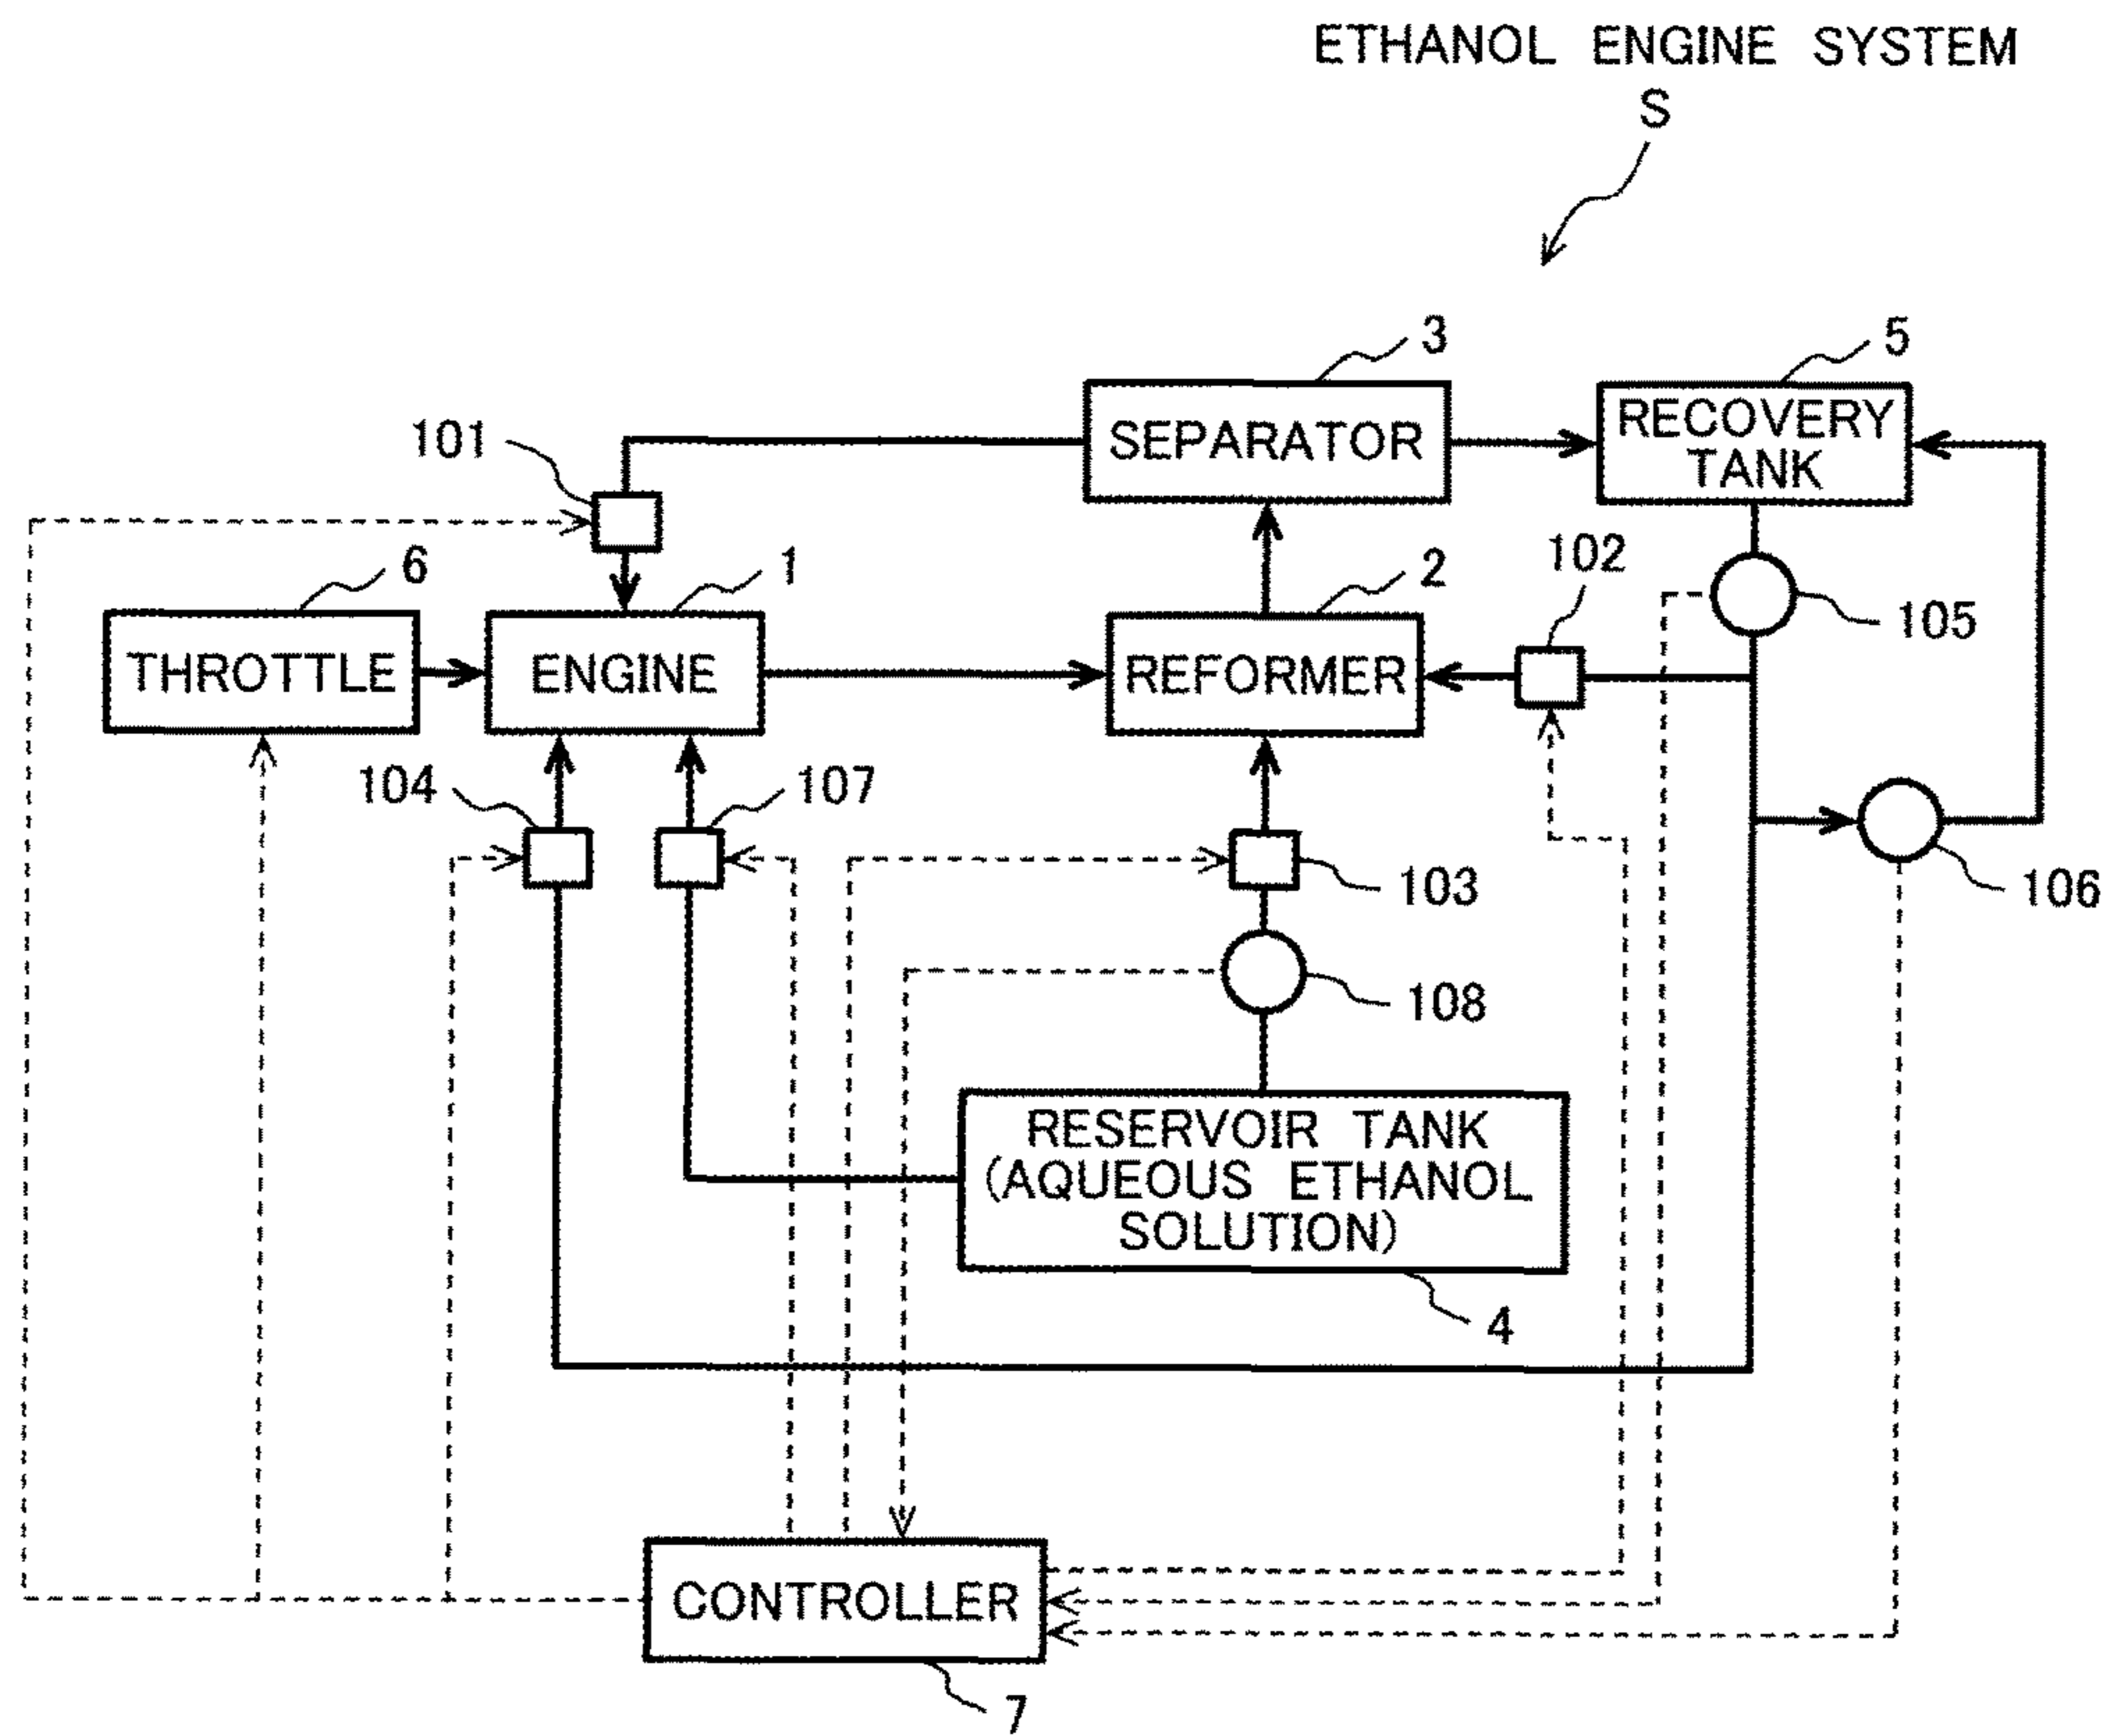 ETHANOL ENGINE SYSTEM
S
3
5
SEPARATOR
RECOVERY
TANK
101
6
1
2
102
105
THROTTLE
ENGINE
REFORMER
104
107
103
106
108
RESERVOIR TANK
(AQUEOUS ETHANOL
SOLUTION)
4
CONTROLLER
7